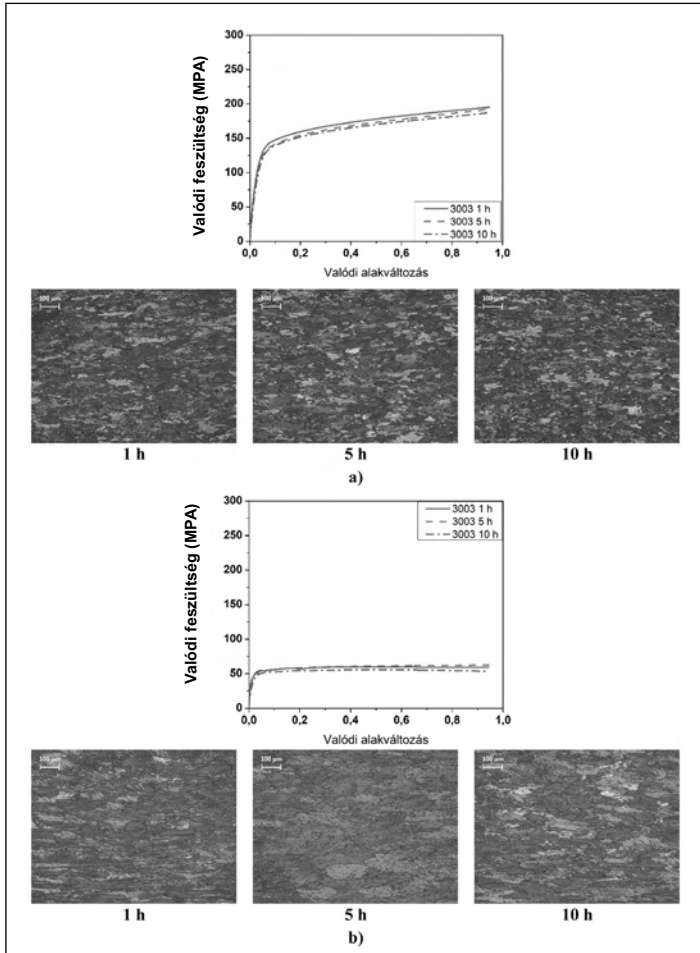 Valódi feszültség (MPA)
300
250
200
150
100
50
0
0,0 0,2 0,4 0,6 0,8 1,0
3003 1 h
3003 5 h
3003 10 h
Valódi alakváltozás
100 µm
100 µm
100 µm
1 h 5 h 10 h
a)
Valódi feszültség (MPA)
300
250
200
150
100
50
0
0,0 0,2 0,4 0,6 0,8 1,0
3003 1 h
3003 5 h
3003 10 h
Valódi alakváltozás
100 µm
100 µm
100 µm
1 h 5 h 10 h
b)